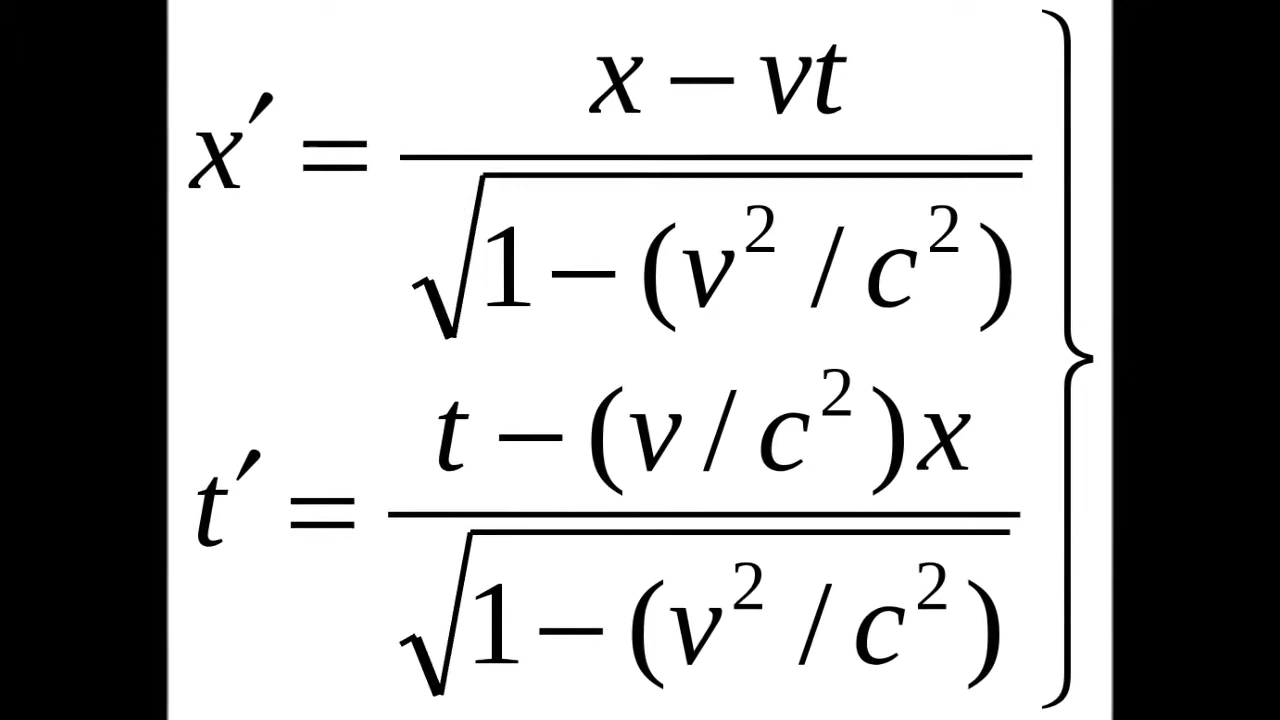 x′ = (x − vt) / √(1 − (v² / c²))
t′ = (t − (v / c²)x) / √(1 − (v² / c²))